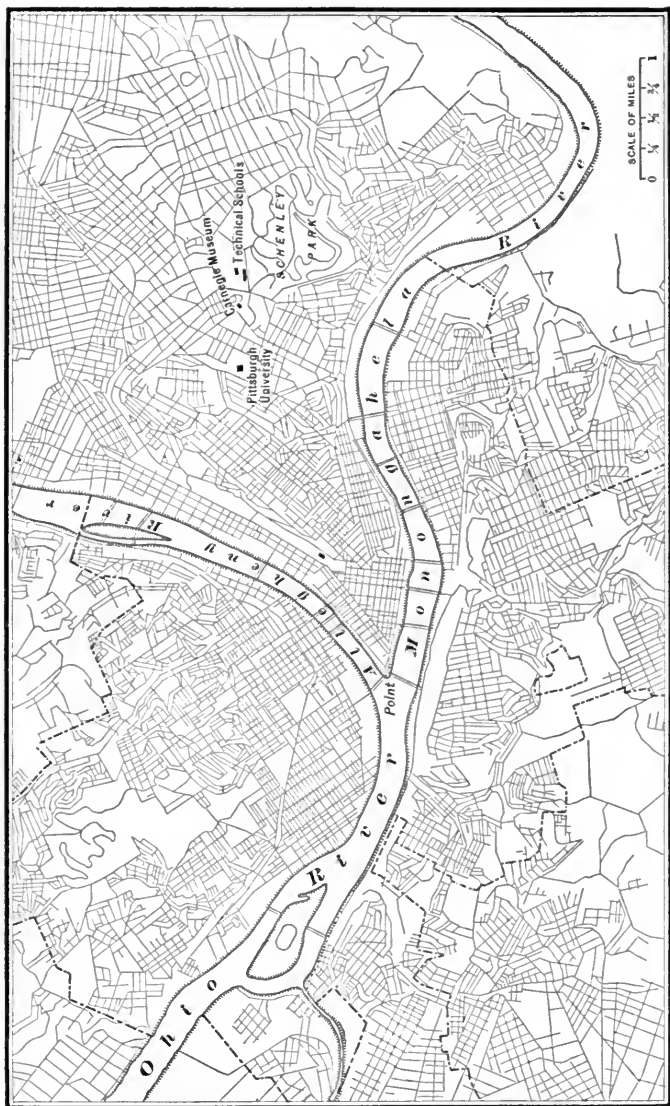 Ohio River
Allegheny River
Monongahela River
Point
Pittsburgh
University
Carnegie Museum
Technical Schools
SCHENLEY
PARK
SCALE OF MILES
0 ¼ ½ ¾ 1